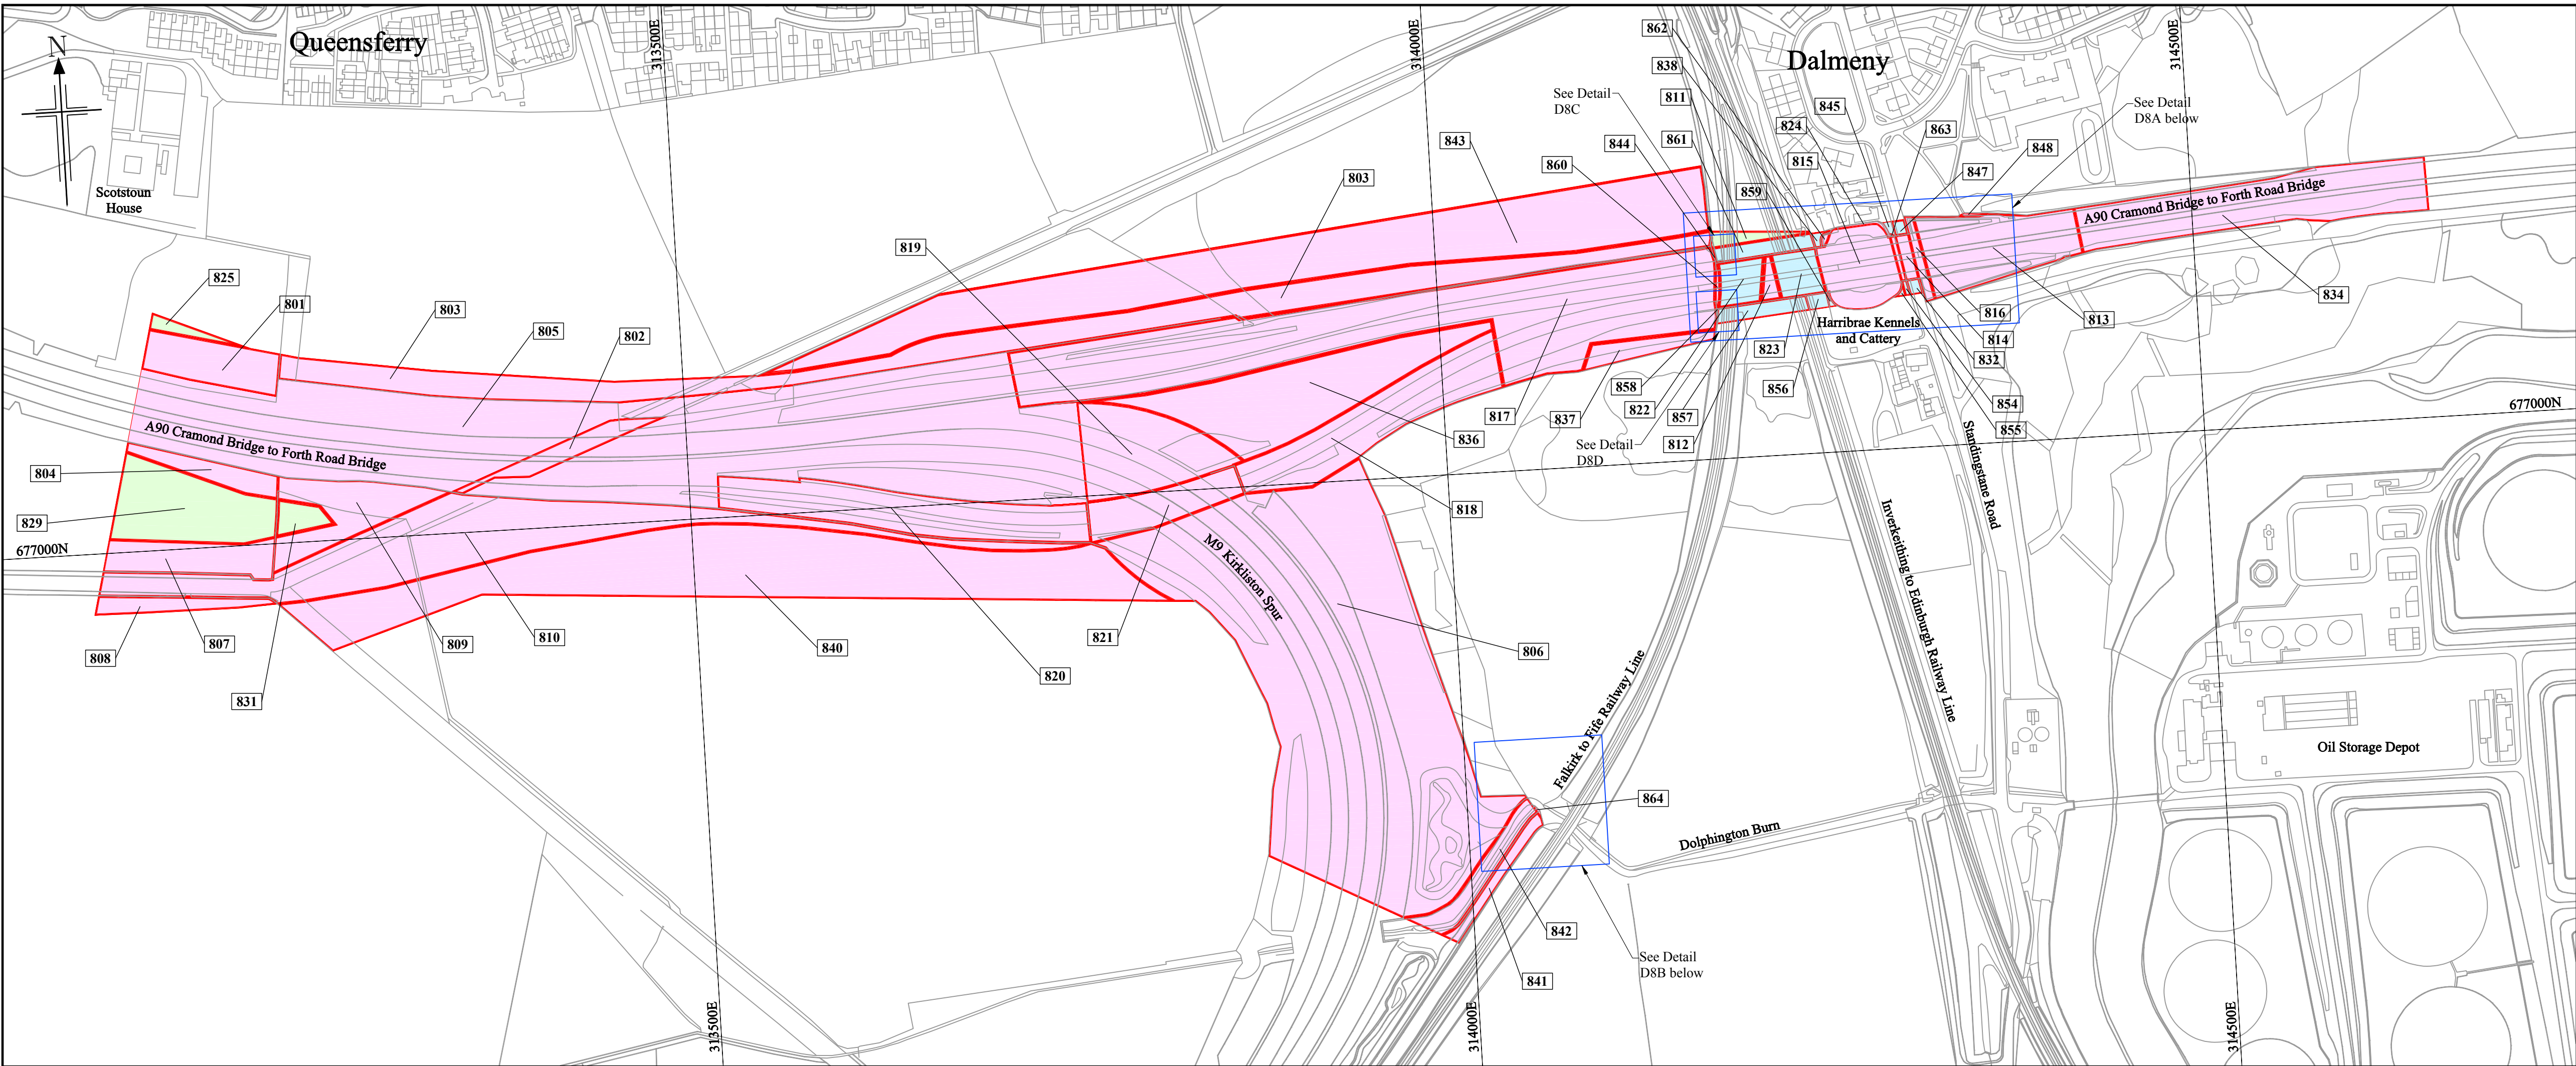 Queensferry
Dalmeny
N
313500E
314000E
314500E
Scotstoun
House
862
838
811
861
844
860
843
803
819
See Detail
D8C
845
824
815
859
863
847
848
See Detail
D8A below
A90 Cramond Bridge to Forth Road Bridge
825
801
803
805
802
834
813
816
814
832
854
855
Harribrae Kennels
and Cattery
823
856
858
822
857
812
837
817
836
818
See Detail
D8D
677000N
A90 Cramond Bridge to Forth Road Bridge
804
829
677000N
808
807
831
809
810
840
820
821
M9 Kirkliston Spur
806
Standingstane Road
Inverkeithing to Edinburgh Railway Line
Falkirk to Fife Railway Line
Oil Storage Depot
864
Dolphington Burn
842
841
See Detail
D8B below
313500E
314000E
314500E